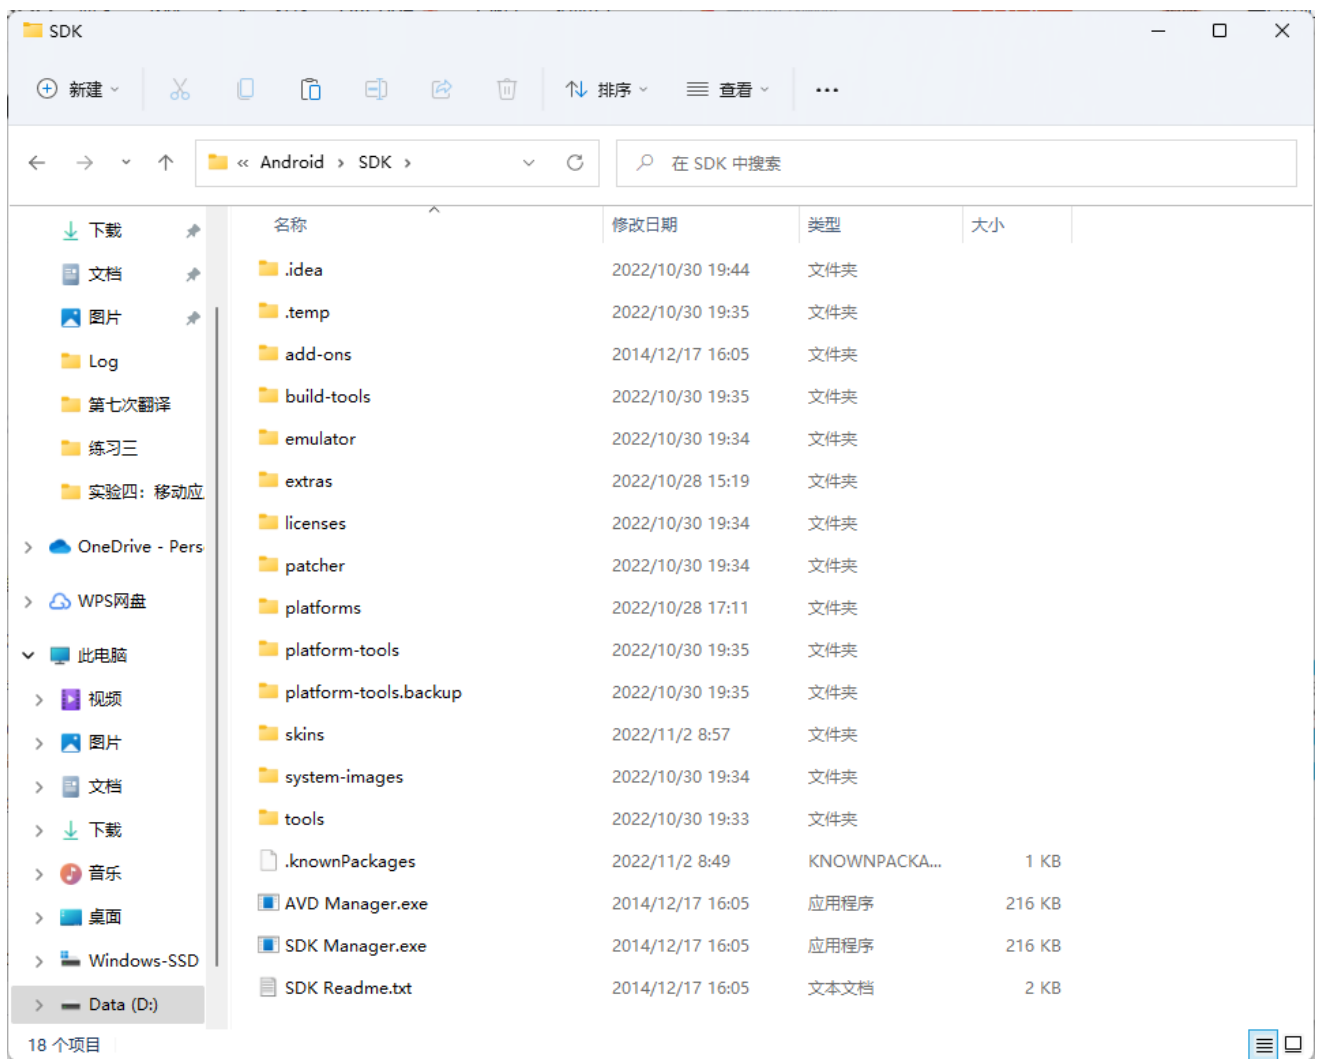 SDK
新建
排序
查看
« Android › SDK ›
在 SDK 中搜索
下载
文档
图片
Log
第七次翻译
练习三
实验四：移动应
OneDrive - Pers
WPS网盘
此电脑
视频
图片
文档
下载
音乐
桌面
Windows-SSD
Data (D:)
名称 修改日期 类型 大小
.idea 2022/10/30 19:44 文件夹
.temp 2022/10/30 19:35 文件夹
add-ons 2014/12/17 16:05 文件夹
build-tools 2022/10/30 19:35 文件夹
emulator 2022/10/30 19:34 文件夹
extras 2022/10/28 15:19 文件夹
licenses 2022/10/30 19:34 文件夹
patcher 2022/10/30 19:34 文件夹
platforms 2022/10/28 17:11 文件夹
platform-tools 2022/10/30 19:35 文件夹
platform-tools.backup 2022/10/30 19:35 文件夹
skins 2022/11/2 8:57 文件夹
system-images 2022/10/30 19:34 文件夹
tools 2022/10/30 19:33 文件夹
.knownPackages 2022/11/2 8:49 KNOWNPACKA... 1 KB
AVD Manager.exe 2014/12/17 16:05 应用程序 216 KB
SDK Manager.exe 2014/12/17 16:05 应用程序 216 KB
SDK Readme.txt 2014/12/17 16:05 文本文档 2 KB
18 个项目